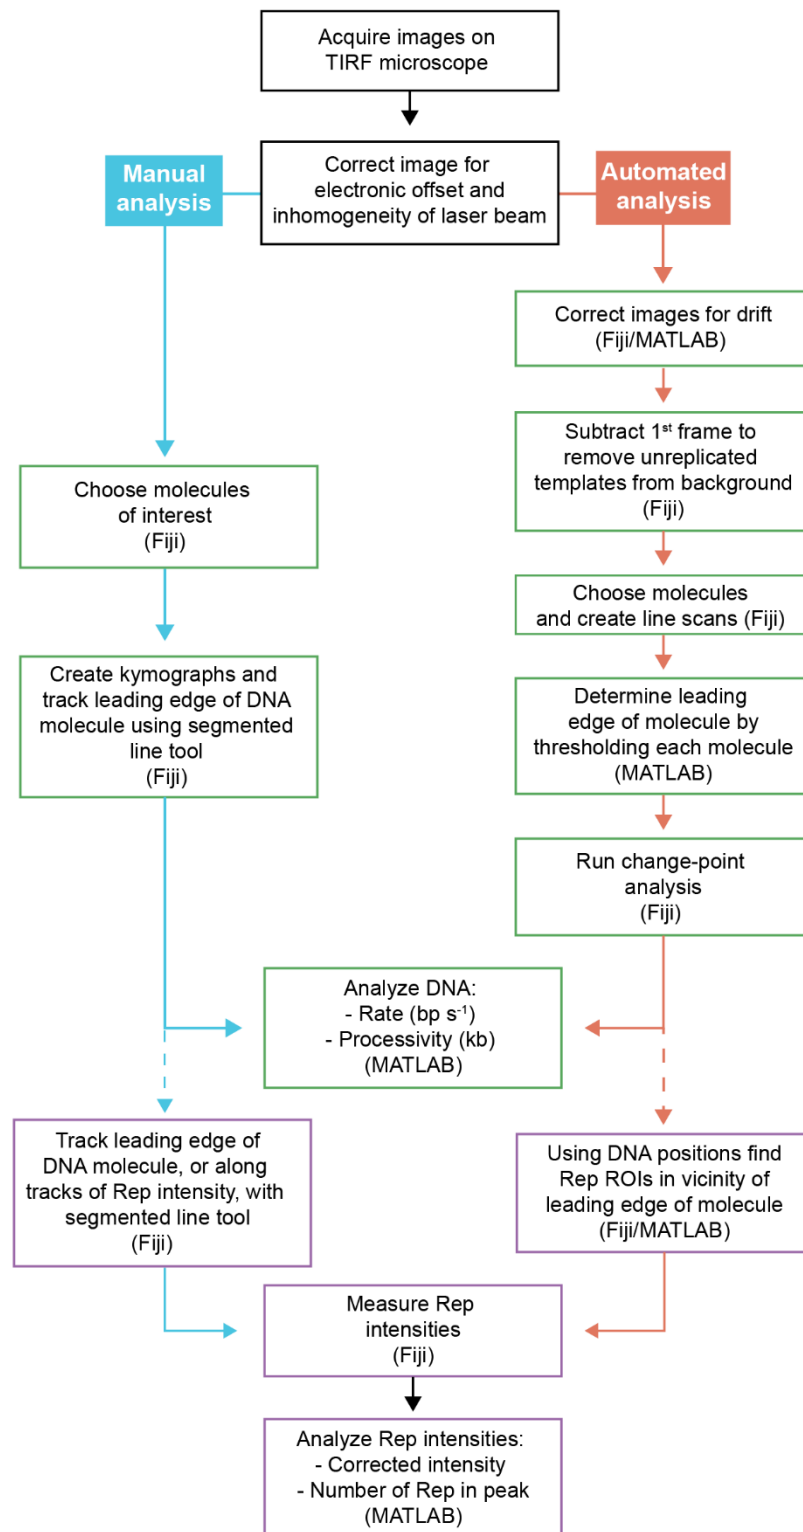 Acquire images on
TIRF microscope
Manual
analysis
Correct image for
electronic offset and
inhomogeneity of laser beam
Automated
analysis
Correct images for drift
(Fiji/MATLAB)
Subtract 1st frame to
remove unreplicated
templates from background
(Fiji)
Choose molecules
of interest
(Fiji)
Choose molecules
and create line scans (Fiji)
Create kymographs and
track leading edge of DNA
molecule using segmented
line tool
(Fiji)
Determine leading
edge of molecule by
thresholding each molecule
(MATLAB)
Run change-point
analysis
(Fiji)
Analyze DNA:
- Rate (bp s⁻¹)
- Processivity (kb)
(MATLAB)
Track leading edge of
DNA molecule, or along
tracks of Rep intensity, with
segmented line tool
(Fiji)
Using DNA positions find
Rep ROIs in vicinity of
leading edge of molecule
(Fiji/MATLAB)
Measure Rep
intensities
(Fiji)
Analyze Rep intensities:
- Corrected intensity
- Number of Rep in peak
(MATLAB)